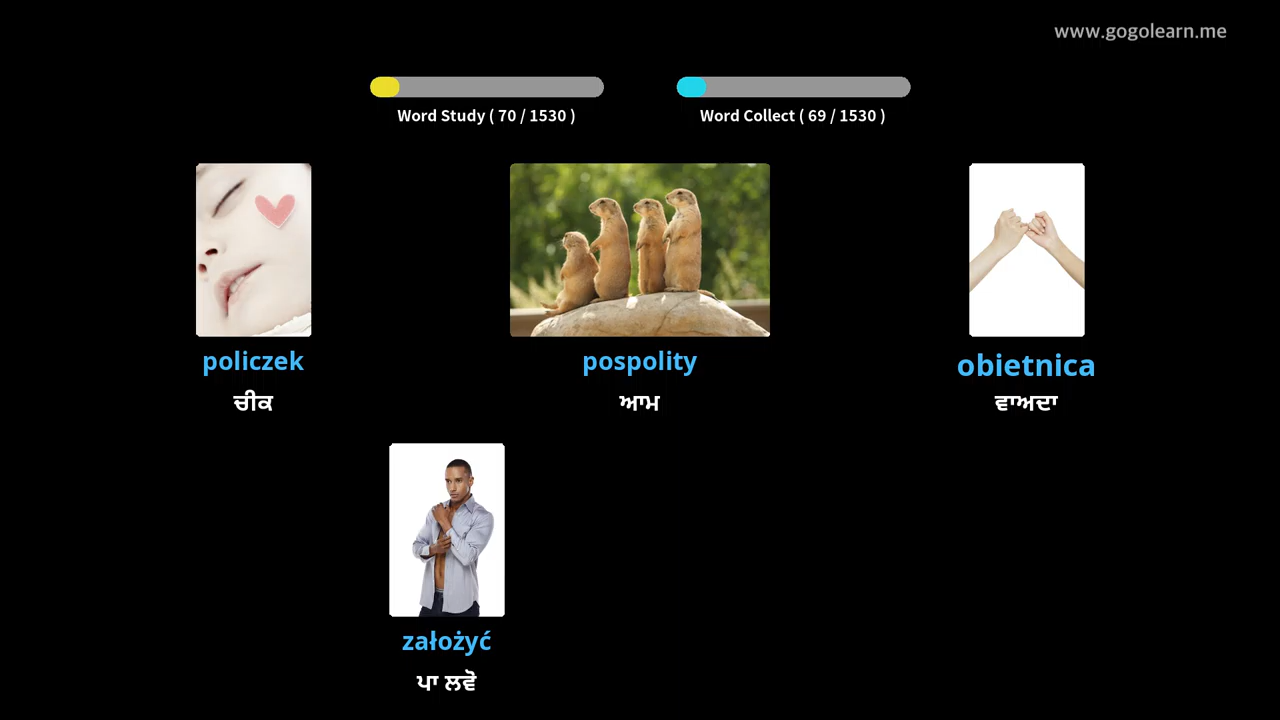 www.gogolearn.me
Word Study ( 70 / 1530 )
Word Collect ( 69 / 1530 )
policzek
pospolity
obietnica
ਚੀਕ
ਆਮ
ਵਾਅਦਾ
założyć
ਪਾ ਲਵੋ